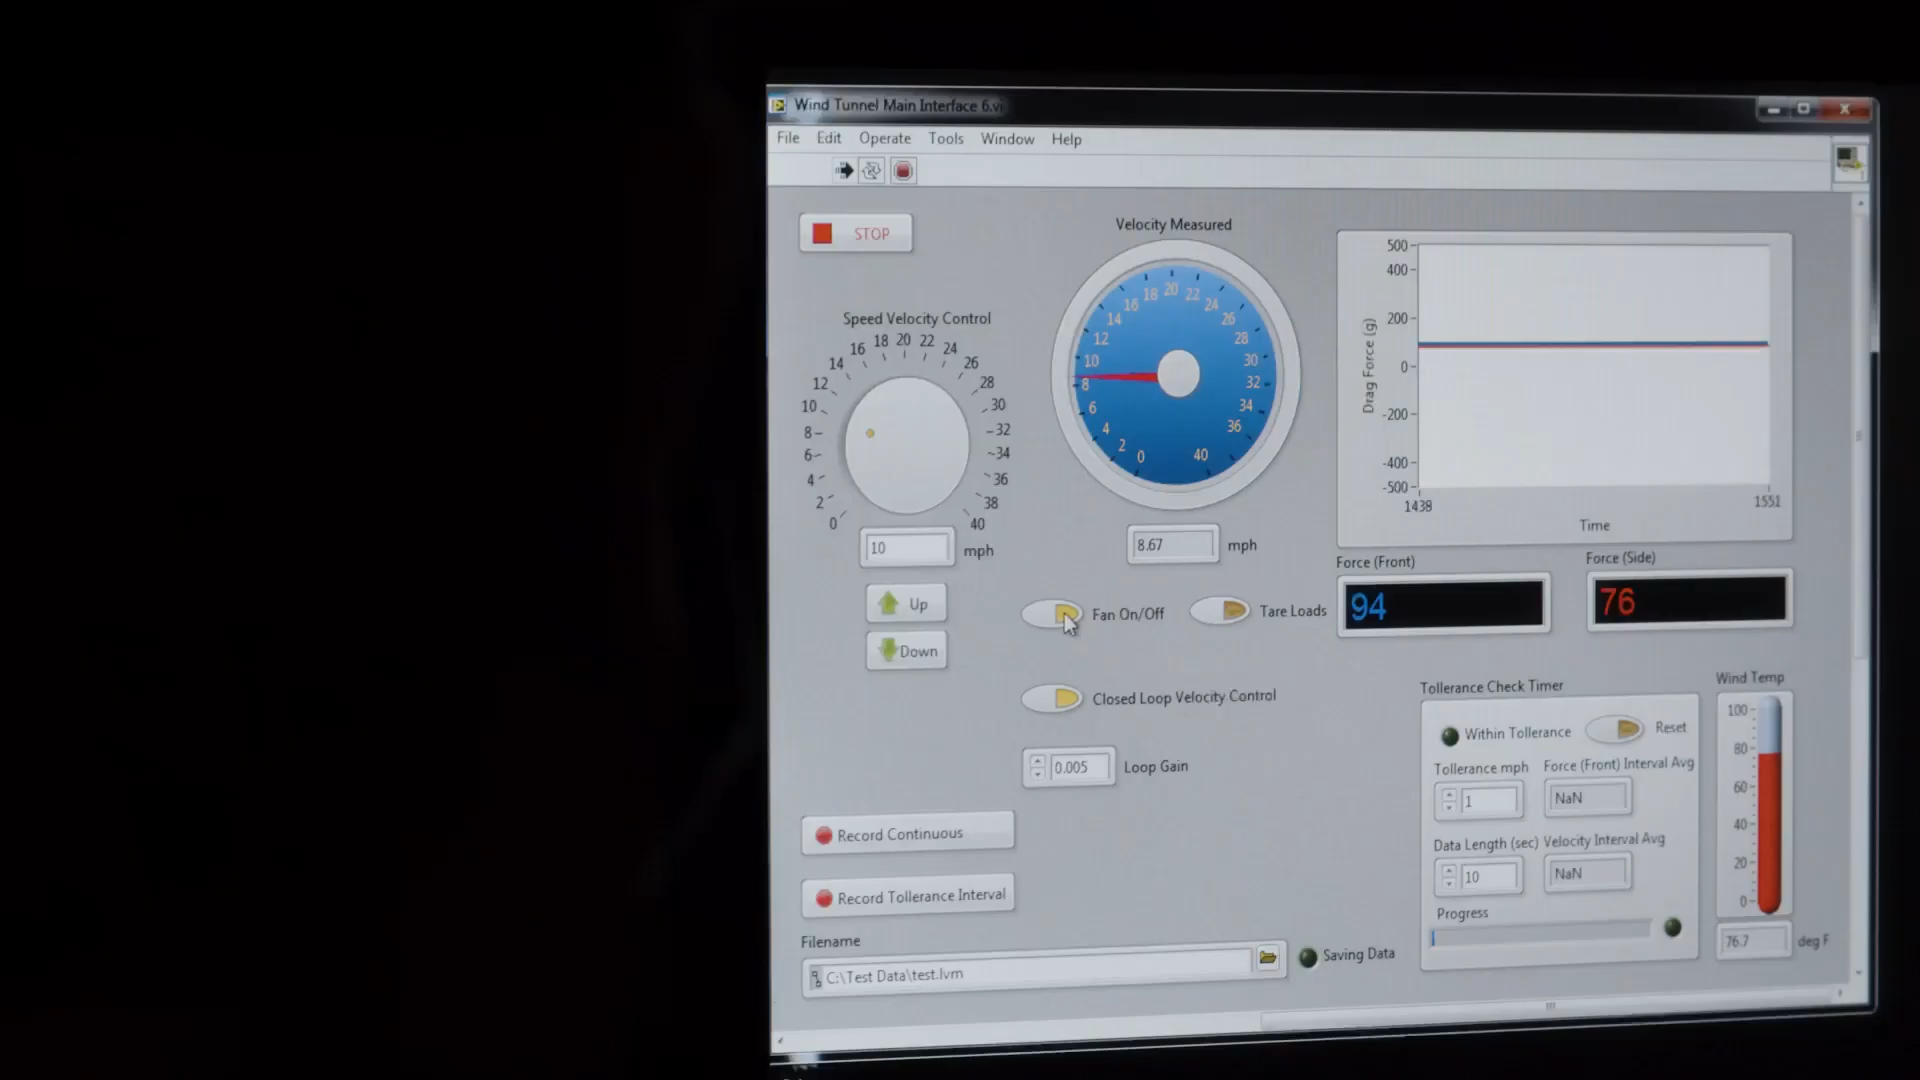 Wind Tunnel Main Interface 6.vi
File Edit Operate Tools Window Help
STOP
Speed Velocity Control
0 2 4 6 8 10 12 14 16 18 20 22 24 26 28 30 32 34 36 38 40
10 mph
Up
Down
Velocity Measured
0 2 4 6 8 10 12 14 16 18 20 22 24 26 28 30 32 34 36 40
8.67 mph
Fan On/Off
Tare Loads
Closed Loop Velocity Control
0.005 Loop Gain
Drag Force (g)
500
400
200
0
-200
-400
-500
1438 1551
Time
Force (Front) Force (Side)
94 76
Tollerance Check Timer
Within Tollerance Reset
Tollerance mph Force (Front) Interval Avg
1 NaN
Data Length (sec) Velocity Interval Avg
10 NaN
Progress
Wind Temp
100
80
60
40
20
0
76.7 deg F
Record Continuous
Record Tollerance Interval
Filename
C:\Test Data\test.lvm
Saving Data